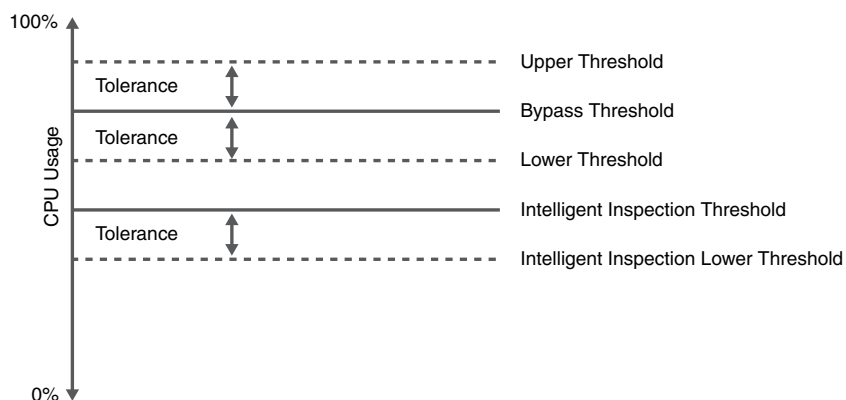 100%
Upper Threshold
Tolerance
Bypass Threshold
Tolerance
Lower Threshold
CPU Usage
Intelligent Inspection Threshold
Tolerance
Intelligent Inspection Lower Threshold
0%